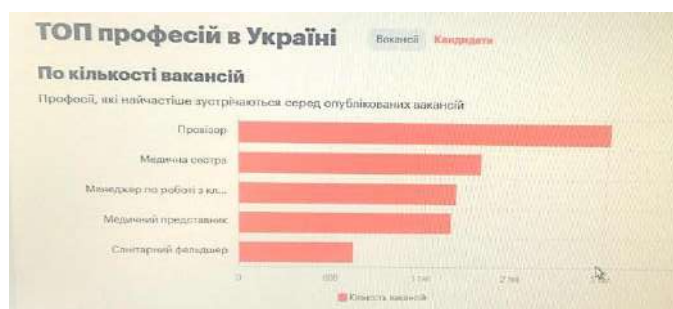 ТОП професій в Україні
Вакансії Кандидати
По кількості вакансій
Професії, які найчастіше зустрічаються серед опублікованих вакансій
Провізор
Медична сестра
Менеджер по роботі з кл...
Медичний представник
Санітарний фельдшер
0
Кількість вакансій